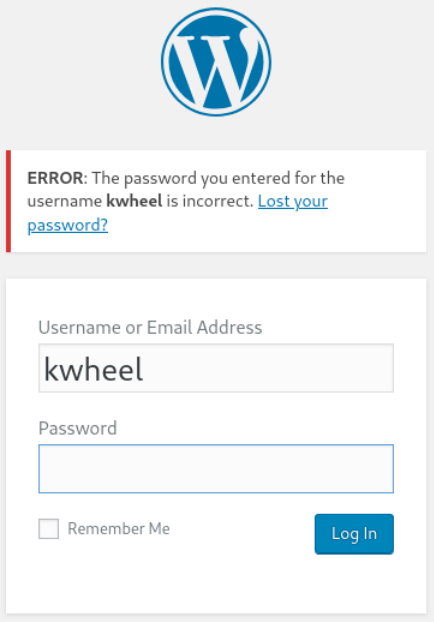 ERROR: The password you entered for the
username kwheel is incorrect. Lost your
password?
Username or Email Address
kwheel
Password
Remember Me
Log In